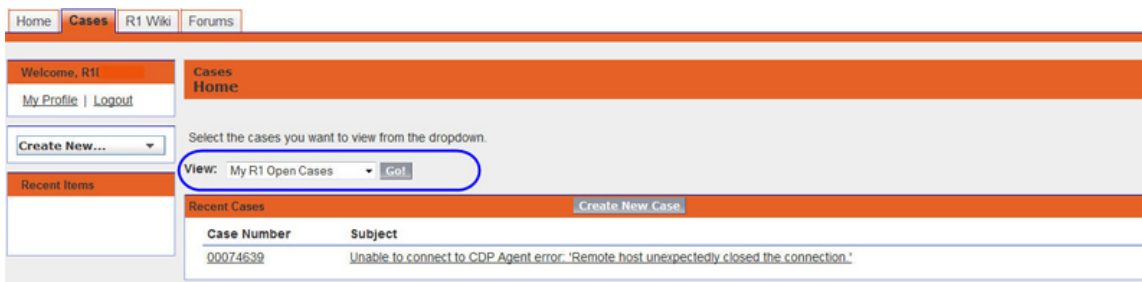 Home Cases R1 Wiki Forums
Welcome, R1
My Profile | Logout
Create New...
Recent Items
Cases
Home
Select the cases you want to view from the dropdown.
View: My R1 Open Cases Go!
Recent Cases Create New Case
Case Number Subject
00074639 Unable to connect to CDP Agent error: 'Remote host unexpectedly closed the connection.'